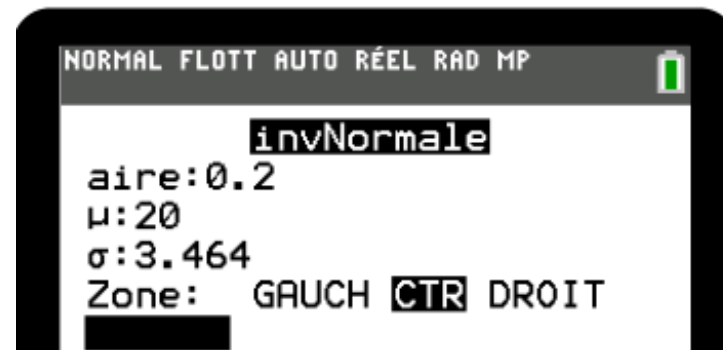 NORMAL FLOTT AUTO RÉEL RAD MP
invNormale
aire:0.2
μ:20
σ:3.464
Zone: GAUCH CTR DROIT